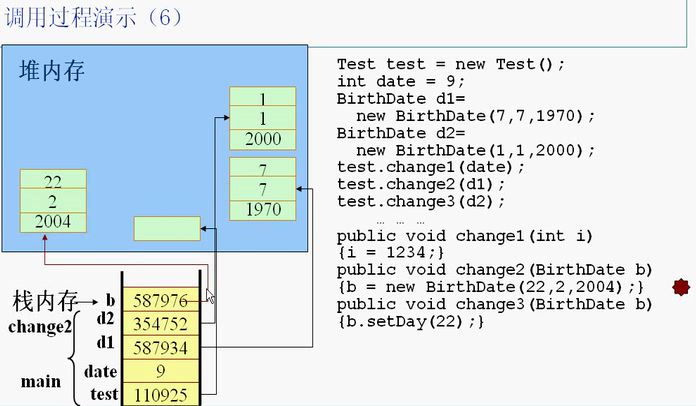 调用过程演示（6）
堆内存
1
1
2000
7
7
1970
22
2
2004
栈内存
change2
main
b
587976
d2
354752
d1
587934
date
9
test
110925
Test test = new Test();
int date = 9;
BirthDate d1=
new BirthDate(7,7,1970);
BirthDate d2=
new BirthDate(1,1,2000);
test.change1(date);
test.change2(d1);
test.change3(d2);
… … …
public void change1(int i)
{i = 1234;}
public void change2(BirthDate b)
{b = new BirthDate(22,2,2004);}
public void change3(BirthDate b)
{b.setDay(22);}